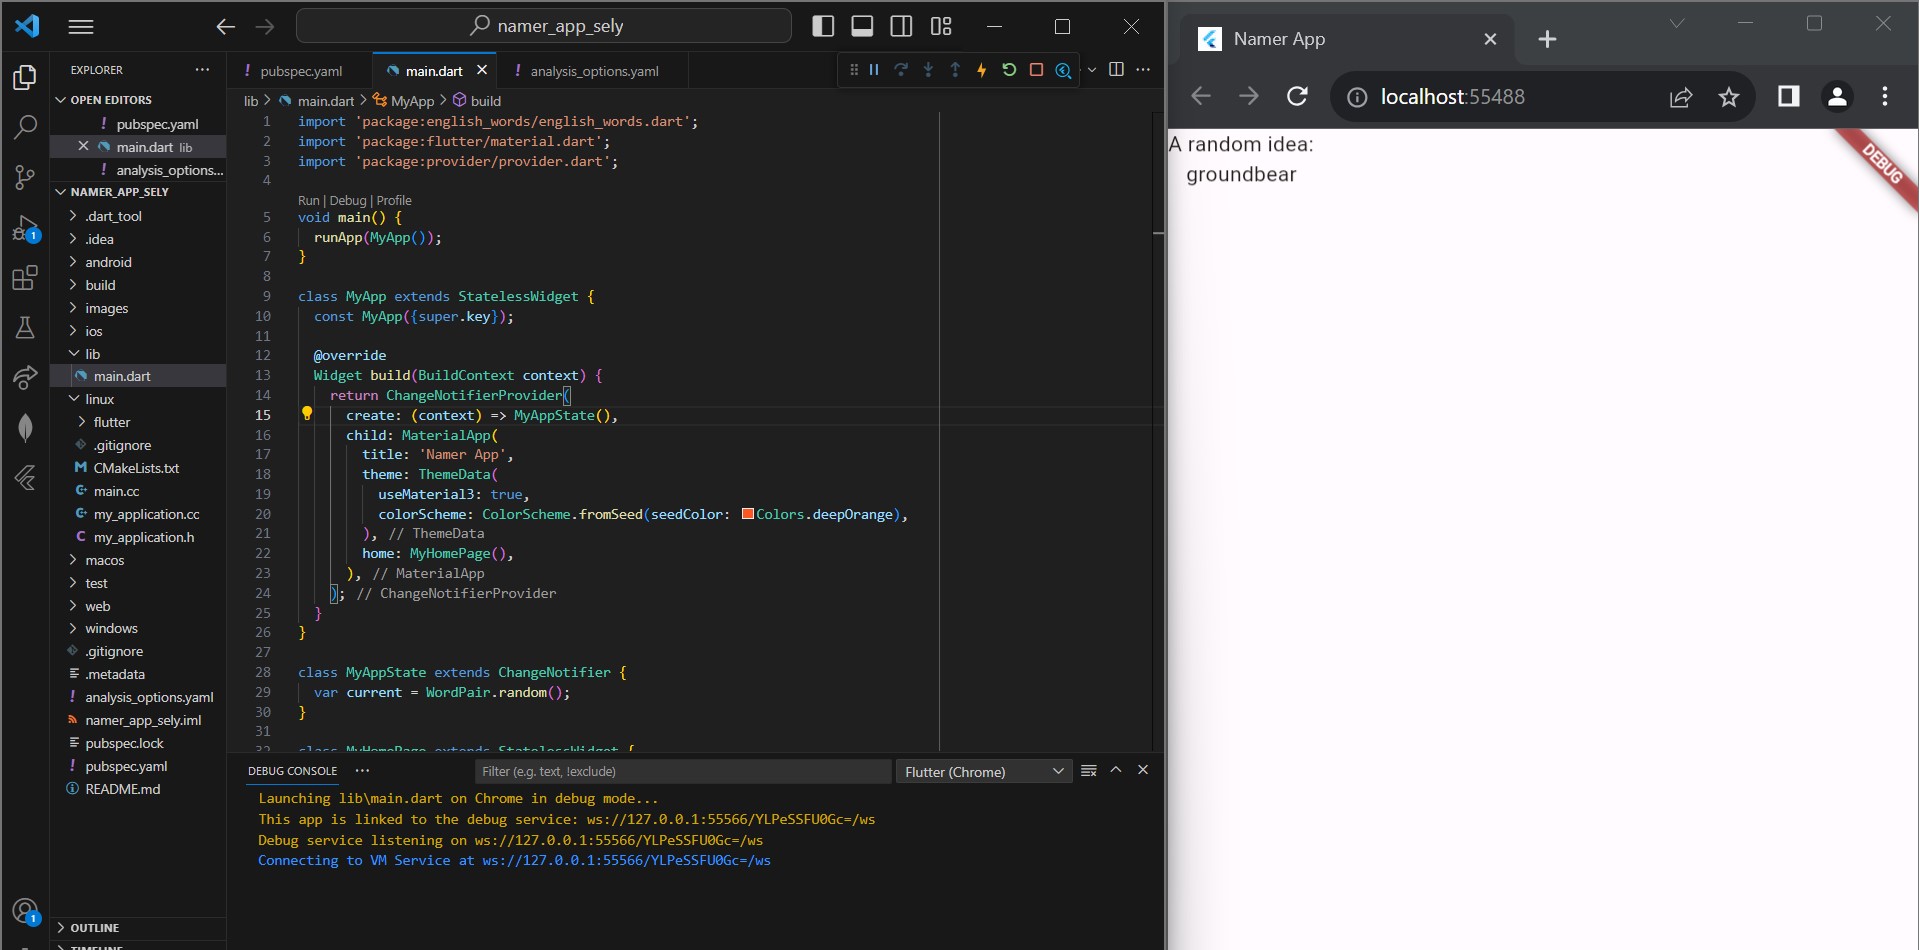 namer_app_sely
EXPLORER
OPEN EDITORS
pubspec.yaml
main.dart lib
analysis_options...
NAMER_APP_SELY
.dart_tool
.idea
android
build
images
ios
lib
main.dart
linux
flutter
.gitignore
CMakeLists.txt
main.cc
my_application.cc
my_application.h
macos
test
web
windows
.gitignore
.metadata
analysis_options.yaml
namer_app_sely.iml
pubspec.lock
pubspec.yaml
README.md
OUTLINE
TIMELINE
1
1
pubspec.yaml
main.dart
analysis_options.yaml
lib > main.dart > MyApp > build
1 import 'package:english_words/english_words.dart';
2 import 'package:flutter/material.dart';
3 import 'package:provider/provider.dart';
4
Run | Debug | Profile
5 void main() {
6 runApp(MyApp());
7 }
8
9 class MyApp extends StatelessWidget {
10 const MyApp({super.key});
11
12 @override
13 Widget build(BuildContext context) {
14 return ChangeNotifierProvider(
15 create: (context) => MyAppState(),
16 child: MaterialApp(
17 title: 'Namer App',
18 theme: ThemeData(
19 useMaterial3: true,
20 colorScheme: ColorScheme.fromSeed(seedColor: Colors.deepOrange),
21 ), // ThemeData
22 home: MyHomePage(),
23 ), // MaterialApp
24 ); // ChangeNotifierProvider
25 }
26 }
27
28 class MyAppState extends ChangeNotifier {
29 var current = WordPair.random();
30 }
31
32 class MyHomePage extends StatelessWidget {
DEBUG CONSOLE
Filter (e.g. text, !exclude)
Flutter (Chrome)
Launching lib\main.dart on Chrome in debug mode...
This app is linked to the debug service: ws://127.0.0.1:55566/YLPeSSFU0Gc=/ws
Debug service listening on ws://127.0.0.1:55566/YLPeSSFU0Gc=/ws
Connecting to VM Service at ws://127.0.0.1:55566/YLPeSSFU0Gc=/ws
Namer App
localhost:55488
A random idea:
groundbear
DEBUG